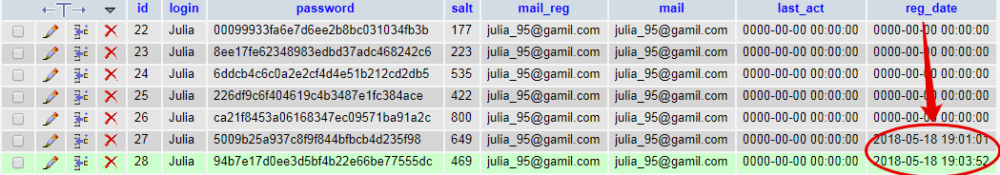 id login password salt mail_reg mail last_act reg_date
22 Julia 00099933fa6e7d6ee2b8bc031034fb3b 177 julia_95@gamil.com julia_95@gamil.com 0000-00-00 00:00:00 0000-00-00 00:00:00
23 Julia 8ee17fe62348983edbd37adc468242c6 223 julia_95@gamil.com julia_95@gamil.com 0000-00-00 00:00:00 0000-00-00 00:00:00
24 Julia 6ddcb4c6c0a2e2cf4d4e51b212cd2db5 535 julia_95@gamil.com julia_95@gamil.com 0000-00-00 00:00:00 0000-00-00 00:00:00
25 Julia 226df9c6f404619c4b3487e1fc384ace 422 julia_95@gamil.com julia_95@gamil.com 0000-00-00 00:00:00 0000-00-00 00:00:00
26 Julia ca21f8453a06168347ec09571ba91a2c 800 julia_95@gamil.com julia_95@gamil.com 0000-00-00 00:00:00 0000-00-00 00:00:00
27 Julia 5009b25a937c8f9f844bfbcb4d235f98 649 julia_95@gamil.com julia_95@gamil.com 0000-00-00 00:00:00 2018-05-18 19:01:01
28 Julia 94b7e17d0ee3d5bf4b22e66be77555dc 469 julia_95@gamil.com julia_95@gamil.com 0000-00-00 00:00:00 2018-05-18 19:03:52